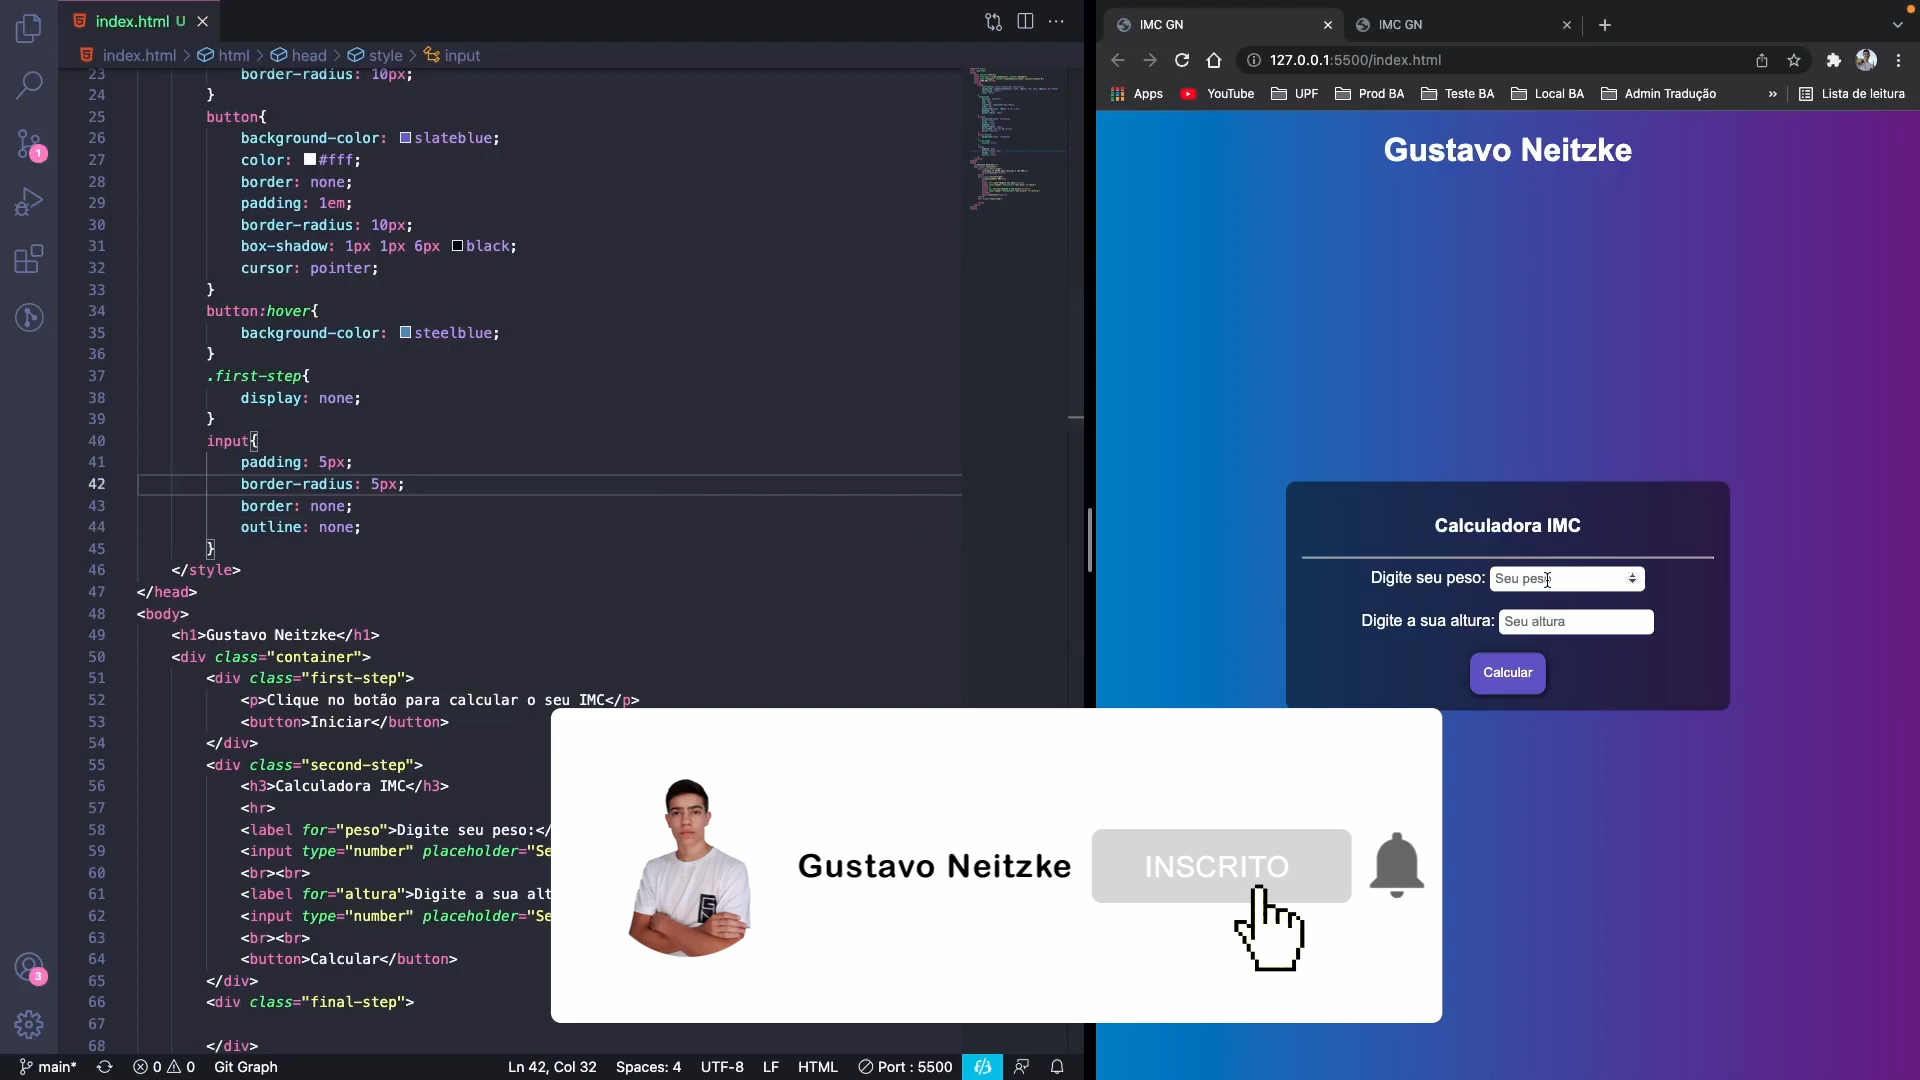 index.html U
index.html > html > head > style > input
23 border-radius: 10px;
24 }
25 button{
26 background-color: slateblue;
27 color: #fff;
28 border: none;
29 padding: 1em;
30 border-radius: 10px;
31 box-shadow: 1px 1px 6px black;
32 cursor: pointer;
33 }
34 button:hover{
35 background-color: steelblue;
36 }
37 .first-step{
38 display: none;
39 }
40 input{
41 padding: 5px;
42 border-radius: 5px;
43 border: none;
44 outline: none;
45 }
46 </style>
47 </head>
48 <body>
49 <h1>Gustavo Neitzke</h1>
50 <div class="container">
51 <div class="first-step">
52 <p>Clique no botão para calcular o seu IMC</p>
53 <button>Iniciar</button>
54 </div>
55 <div class="second-step">
56 <h3>Calculadora IMC</h3>
57 <hr>
58 <label for="peso">Digite seu peso:</
59 <input type="number" placeholder="Se
60 <br><br>
61 <label for="altura">Digite a sua alt
62 <input type="number" placeholder="Se
63 <br><br>
64 <button>Calcular</button>
65 </div>
66 <div class="final-step">
67
68 </div>
1
3
main* 0 0 Git Graph Ln 42, Col 32 Spaces: 4 UTF-8 LF HTML Port : 5500
IMC GN IMC GN
127.0.0.1:5500/index.html
Apps YouTube UPF Prod BA Teste BA Local BA Admin Tradução » Lista de leitura
Gustavo Neitzke
Calculadora IMC
Digite seu peso: Seu peso
Digite a sua altura: Seu altura
Calcular
Gustavo Neitzke INSCRITO